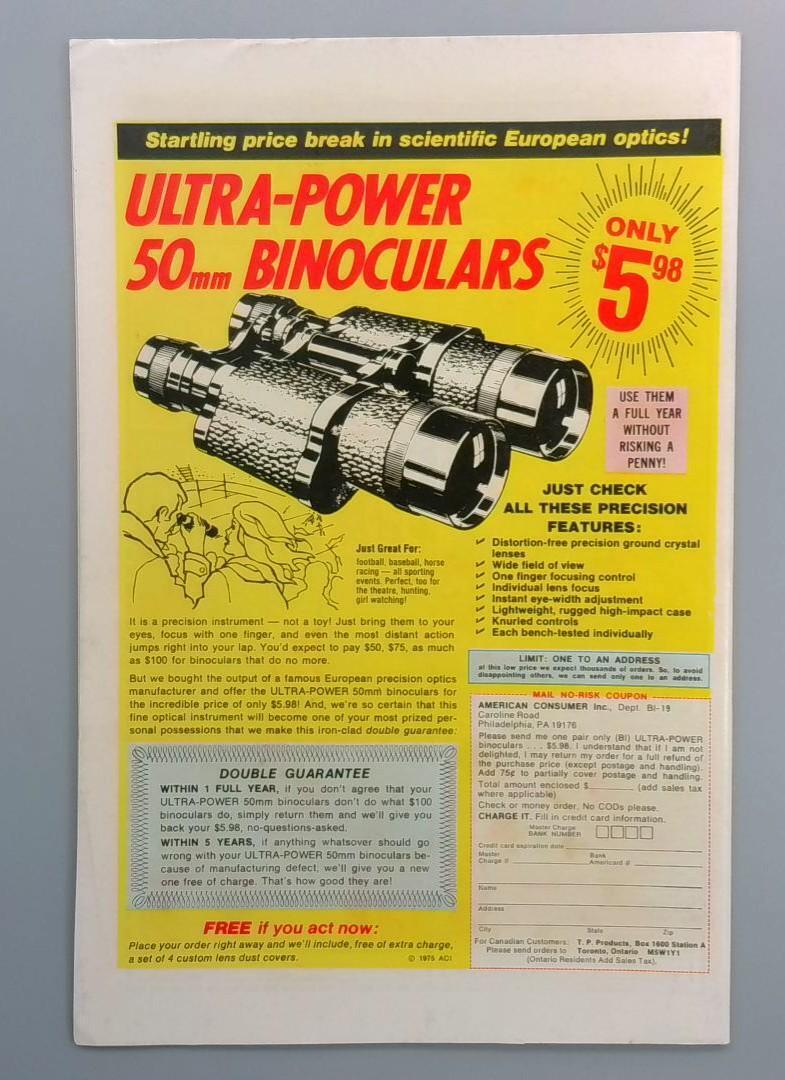 Startling price break in scientific European optics!
ULTRA-POWER
50mm BINOCULARS
ONLY
$5 98
USE THEM
A FULL YEAR
WITHOUT
RISKING A
PENNY!
JUST CHECK
ALL THESE PRECISION
FEATURES:
Distortion-free precision ground crystal
lenses
Wide field of view
One finger focusing control
Individual lens focus
Instant eye-width adjustment
Lightweight, rugged high-impact case
Knurled controls
Each bench-tested individually
Just Great For:
football, baseball, horse
racing — all sporting
events. Perfect, too for
the theatre, hunting,
girl watching!
It is a precision instrument — not a toy! Just bring them to your
eyes, focus with one finger, and even the most distant action
jumps right into your lap. You'd expect to pay $50, $75, as much
as $100 for binoculars that do no more.
But we bought the output of a famous European precision optics
manufacturer and offer the ULTRA-POWER 50mm binoculars for
the incredible price of only $5.98! And, we're so certain that this
fine optical instrument will become one of your most prized per-
sonal possessions that we make this iron-clad double guarantee:
DOUBLE GUARANTEE
WITHIN 1 FULL YEAR, if you don't agree that your
ULTRA-POWER 50mm binoculars don't do what $100
binoculars do, simply return them and we'll give you
back your $5.98, no-questions-asked.
WITHIN 5 YEARS, if anything whatsoever should go
wrong with your ULTRA-POWER 50mm binoculars be-
cause of manufacturing defect, we'll give you a new
one free of charge. That's how good they are!
FREE if you act now:
Place your order right away and we'll include, free of extra charge,
a set of 4 custom lens dust covers.
© 1975 ACI
LIMIT: ONE TO AN ADDRESS
at this low price we expect thousands of orders. So, to avoid
disappointing others, we can send only one to an address.
MAIL NO-RISK COUPON
AMERICAN CONSUMER Inc., Dept. BI-19
Caroline Road
Philadelphia, PA 19176
Please send me one pair only (BI) ULTRA-POWER
binoculars . . . $5.98. I understand that if I am not
delighted, I may return my order for a full refund of
the purchase price (except postage and handling).
Add 75¢ to partially cover postage and handling.
Total amount enclosed $ (add sales tax
where applicable)
Check or money order, No CODs please.
CHARGE IT. Fill in credit card information.
Master Charge
BANK NUMBER
Credit card expiration date
Master Charge #
Bank Americard #
Name
Address
City State Zip
For Canadian Customers: T. P. Products, Box 1600 Station A
Please send orders to Toronto, Ontario M5W1Y1
(Ontario Residents Add Sales Tax).